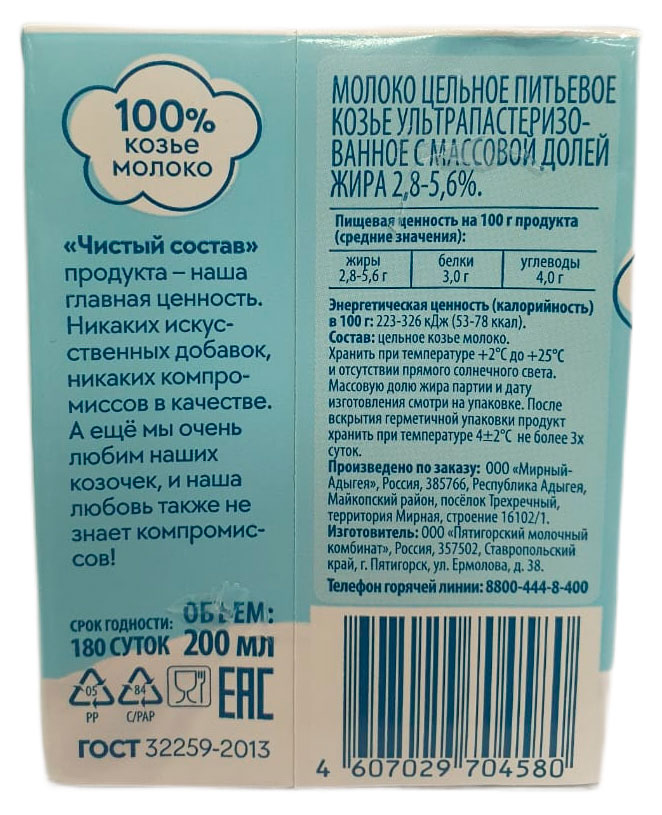 100%
КОЗЬЕ
МОЛОКО
«Чистый состав»
продукта – наша
главная ценность.
Никаких искус-
ственных добавок,
никаких компро-
миссов в качестве.
А ещё мы очень
любим наших
козочек, и наша
любовь также не
знает компромис-
сов!
СРОК ГОДНОСТИ:
180 СУТОК
ОБЪЕМ:
200 МЛ
05
PP
84
C/PAP
EAC
ГОСТ 32259-2013
МОЛОКО ЦЕЛЬНОЕ ПИТЬЕВОЕ
КОЗЬЕ УЛЬТРАПАСТЕРИЗО-
ВАННОЕ С МАССОВОЙ ДОЛЕЙ
ЖИРА 2,8-5,6%.
Пищевая ценность на 100 г продукта
(средние значения):
жиры белки углеводы
2,8-5,6 г 3,0 г 4,0 г
Энергетическая ценность (калорийность)
в 100 г: 223-326 кДж (53-78 ккал).
Состав: цельное козье молоко.
Хранить при температуре +2°С до +25°С
и отсутствии прямого солнечного света.
Массовую долю жира партии и дату
изготовления смотри на упаковке. После
вскрытия герметичной упаковки продукт
хранить при температуре 4±2°С не более 3х
суток.
Произведено по заказу: ООО «Мирный-
Адыгея», Россия, 385766, Республика Адыгея,
Майкопский район, посёлок Трехречный,
территория Мирная, строение 16102/1.
Изготовитель: ООО «Пятигорский молочный
комбинат», Россия, 357502, Ставропольский
край, г. Пятигорск, ул. Ермолова, д. 38.
Телефон горячей линии: 8800-444-8-400
4 607029 704580